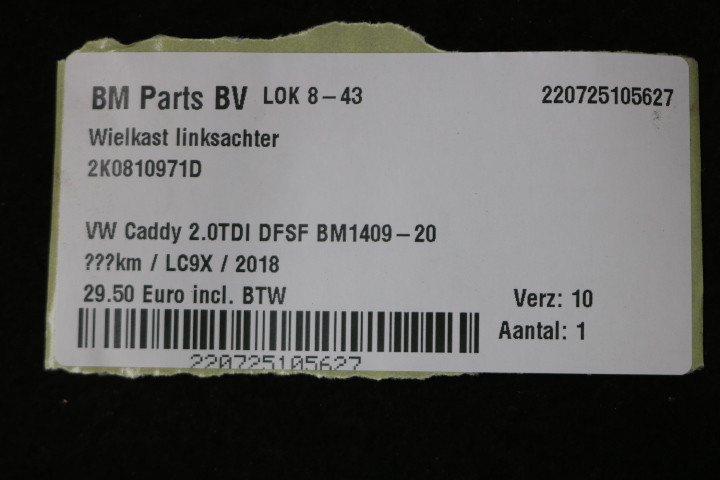 BM Parts BV LOK 8-43 220725105627
Wielkast linksachter
2K0810971D
VW Caddy 2.0TDI DFSF BM1409-20
???km / LC9X / 2018
29.50 Euro incl. BTW Verz: 10
Aantal: 1
220725105627